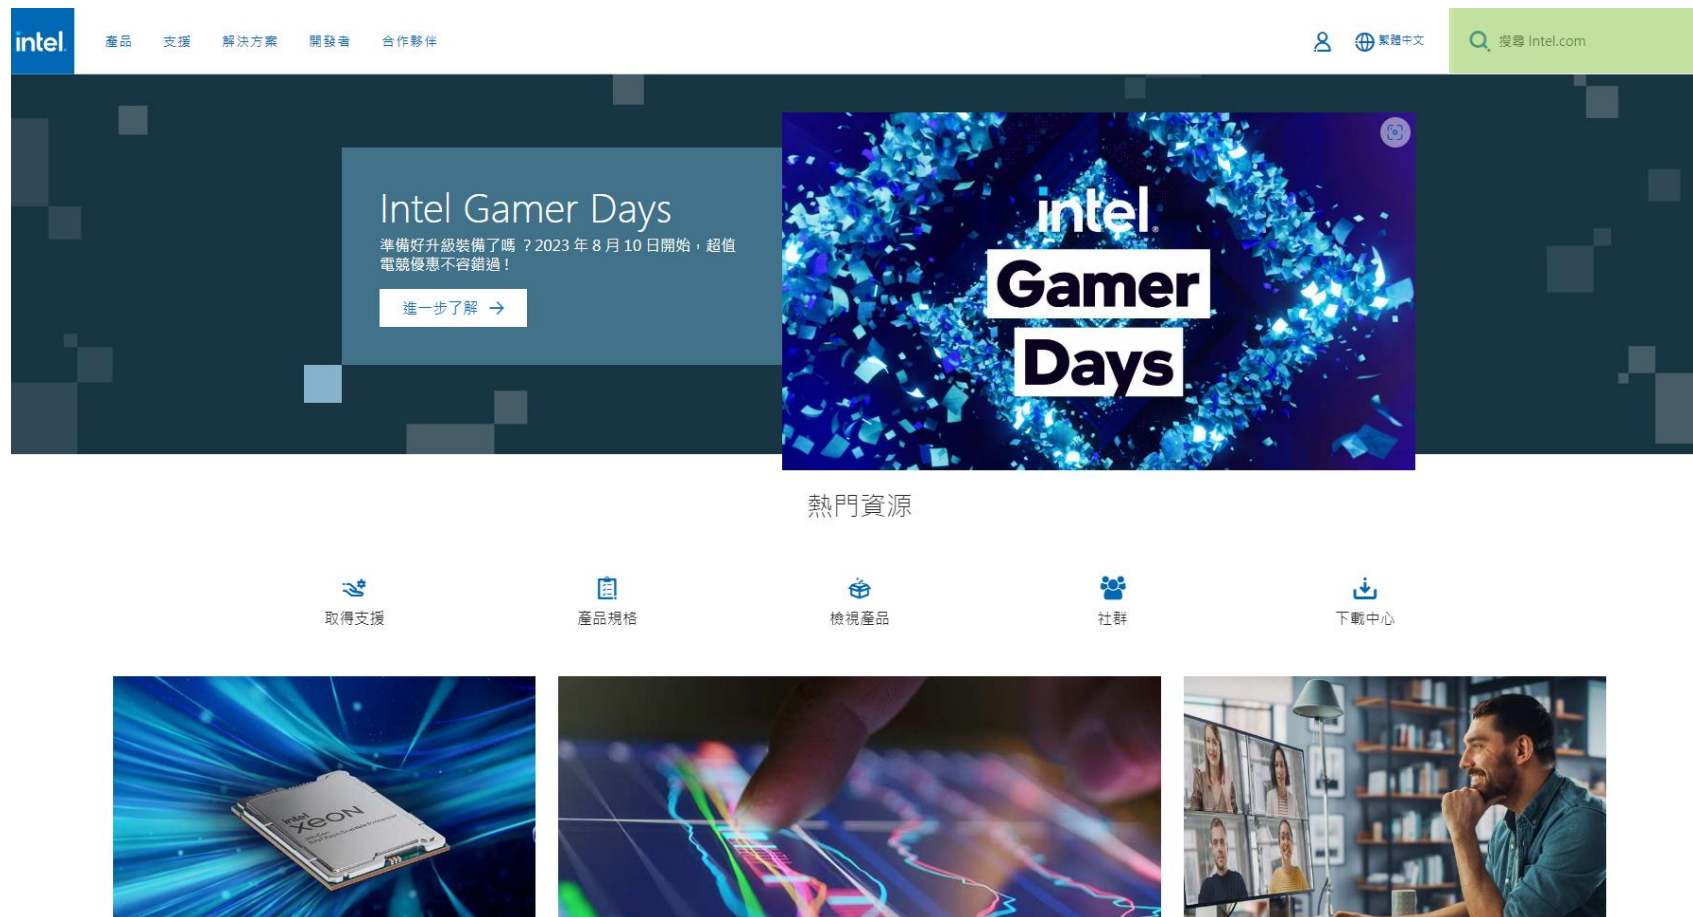 intel.
產品
支援
解決方案
開發者
合作夥伴
繁體中文
搜尋 Intel.com
Intel Gamer Days
準備好升級裝備了嗎 ？2023 年 8 月 10 日開始，超值
電競優惠不容錯過！
進一步了解 →
intel.
Gamer
Days
熱門資源
取得支援
產品規格
檢視產品
社群
下載中心
intel
XEON